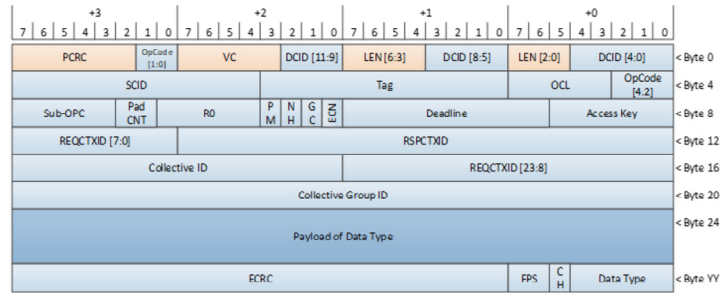 +3 +2 +1 +0
7 6 5 4 3 2 1 0 7 6 5 4 3 2 1 0 7 6 5 4 3 2 1 0 7 6 5 4 3 2 1 0
PCRC OpCode [1:0] VC DCID [11:9] LEN [6:3] DCID [8:5] LEN [2:0] DCID [4:0] < Byte 0
SCID Tag OCL OpCode [4.2] < Byte 4
Sub-OPC Pad CNT R0 PM NH GC ECN Deadline Access Key < Byte 8
REQCTXID [7:0] RSPCTXID < Byte 12
Collective ID REQCTXID [23:8] < Byte 16
Collective Group ID < Byte 20
Payload of Data Type < Byte 24
ECRC FPS CH Data Type < Byte YY